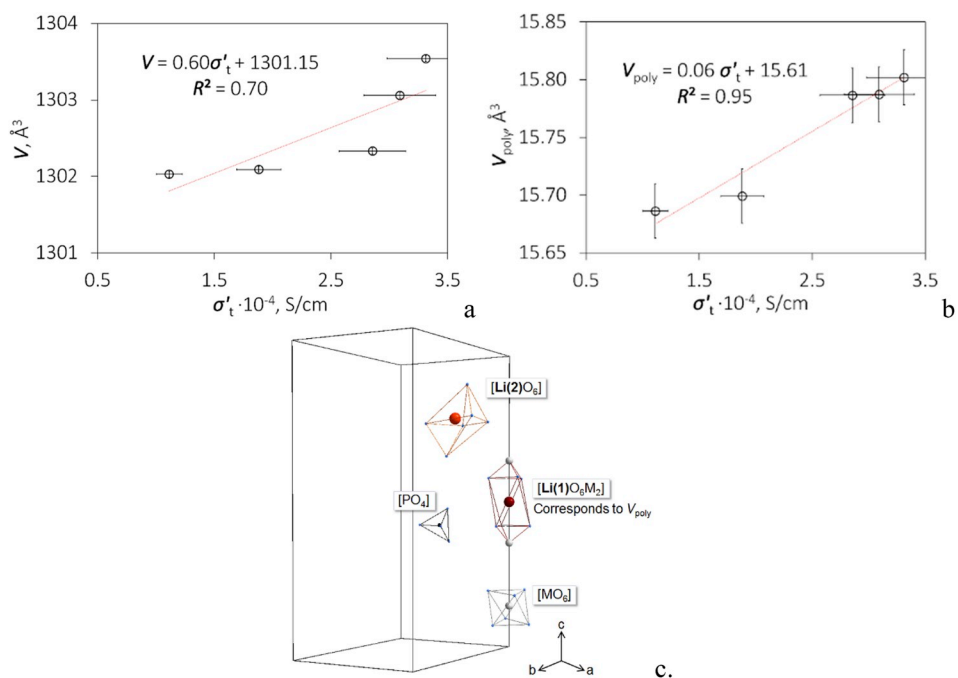 1304
1303
1302
1301
V, Å³
V = 0.60σ′ₜ + 1301.15
R² = 0.70
0.5
1.5
2.5
3.5
σ′ₜ ·10⁻⁴, S/cm
a
15.85
15.80
15.75
15.70
15.65
Vpoly, Å³
Vpoly = 0.06 σ′ₜ + 15.61
R² = 0.95
0.5
1.5
2.5
3.5
σ′ₜ ·10⁻⁴, S/cm
b
[Li(2)O₆]
[Li(1)O₆M₂]
Corresponds to Vpoly
[PO₄]
[MO₆]
c
b
a
c.